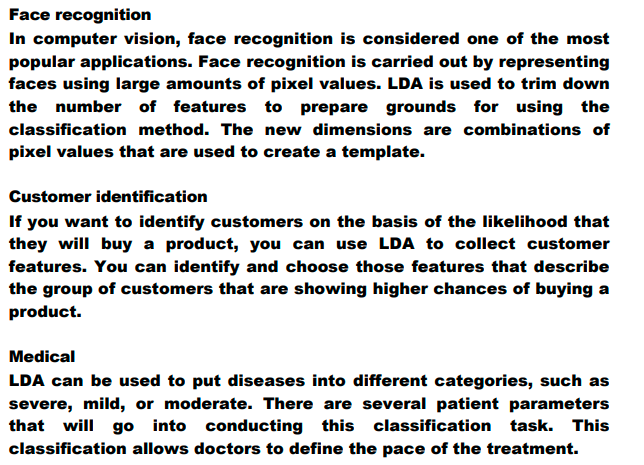 Face recognition
In computer vision, face recognition is considered one of the most
popular applications. Face recognition is carried out by representing
faces using large amounts of pixel values. LDA is used to trim down
the number of features to prepare grounds for using the
classification method. The new dimensions are combinations of
pixel values that are used to create a template.
Customer identification
If you want to identify customers on the basis of the likelihood that
they will buy a product, you can use LDA to collect customer
features. You can identify and choose those features that describe
the group of customers that are showing higher chances of buying a
product.
Medical
LDA can be used to put diseases into different categories, such as
severe, mild, or moderate. There are several patient parameters
that will go into conducting this classification task. This
classification allows doctors to define the pace of the treatment.